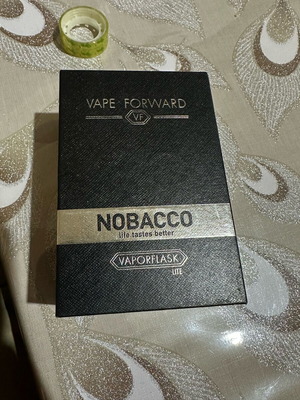 VAPE FORWARD
VF
NOBACCO
life tastes better
VAPORFLASK
LITE